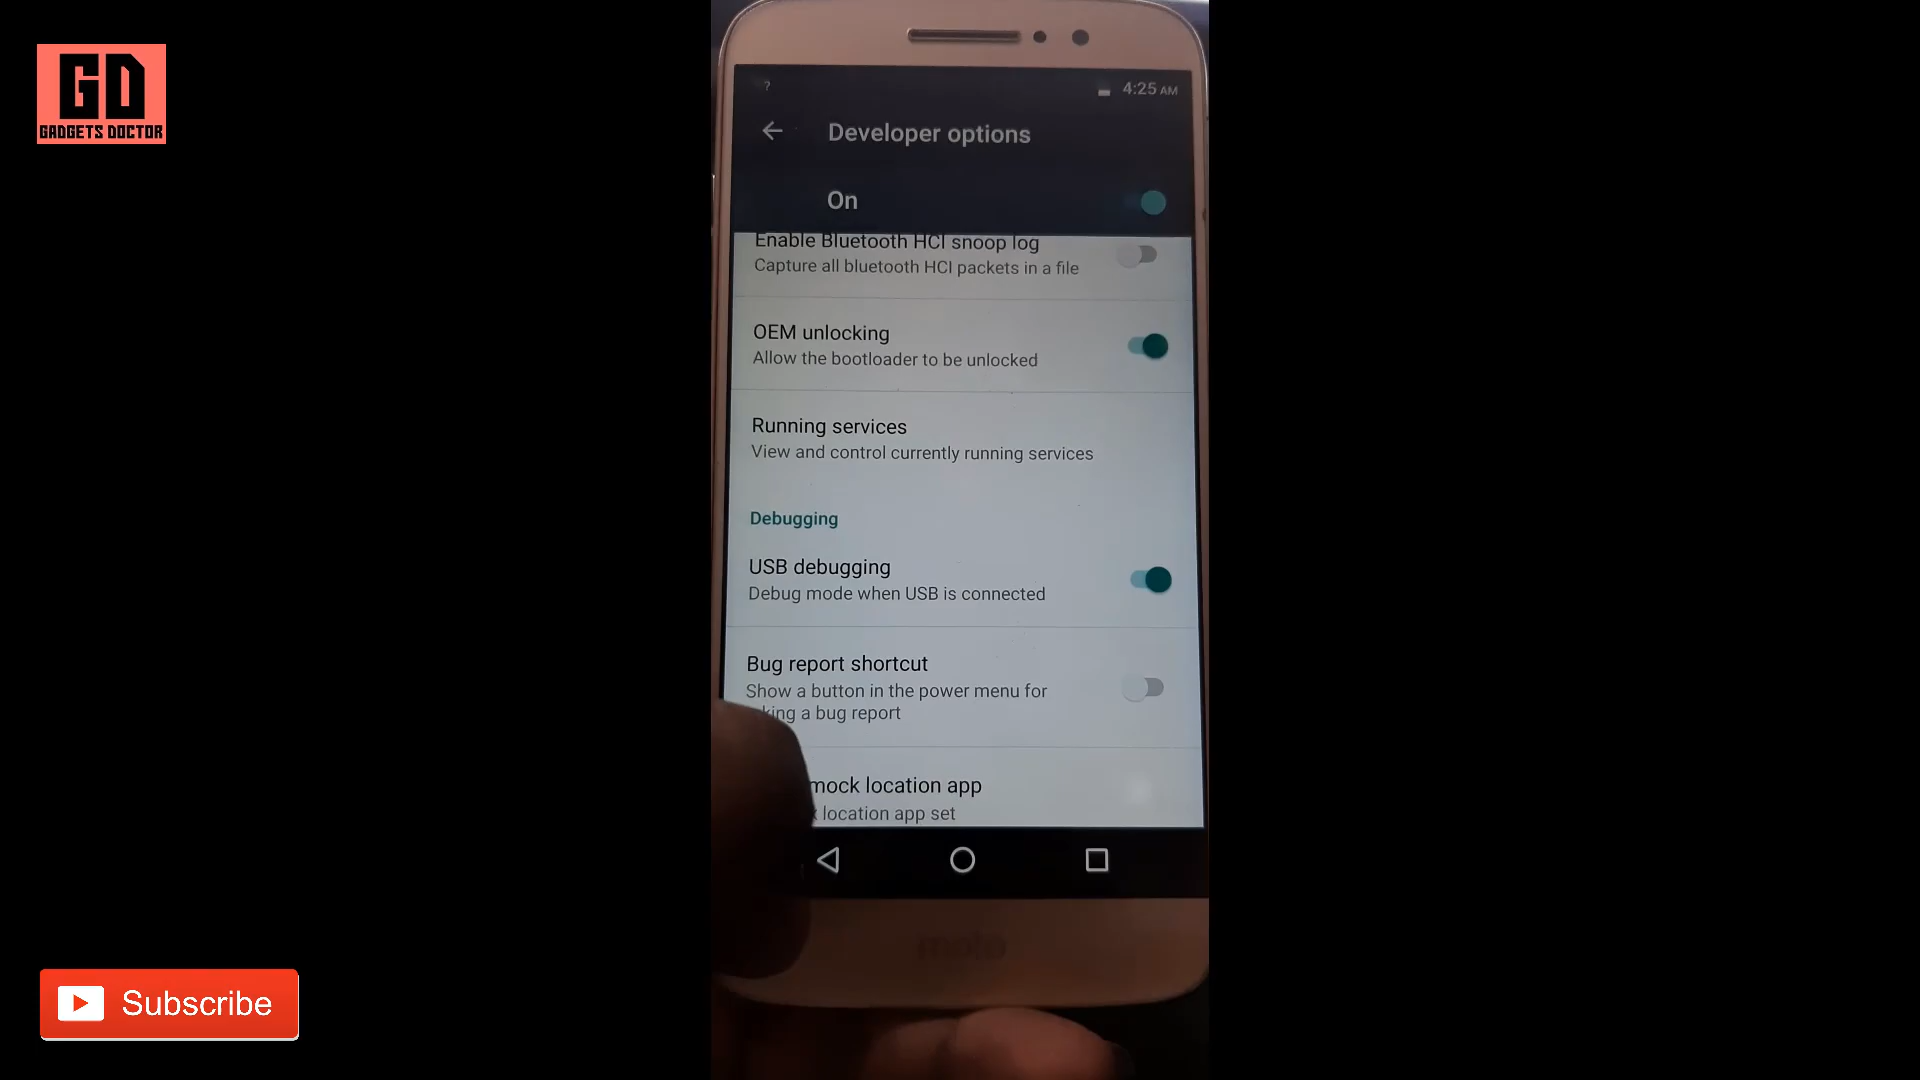 GD
GADGETS DOCTOR
? 4:25 AM
Developer options
On
Enable Bluetooth HCI snoop log
Capture all bluetooth HCI packets in a file
OEM unlocking
Allow the bootloader to be unlocked
Running services
View and control currently running services
Debugging
USB debugging
Debug mode when USB is connected
Bug report shortcut
Show a button in the power menu for
king a bug report
mock location app
location app set
moto
Subscribe